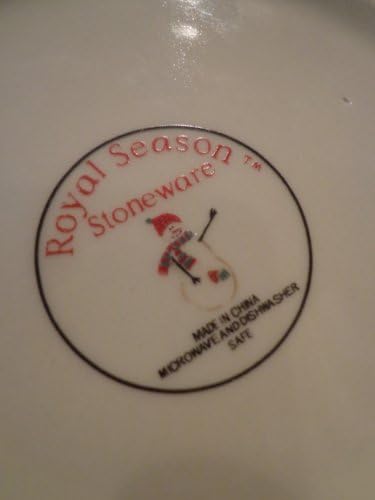 Royal Season™
Stoneware
MADE IN CHINA
MICROWAVE AND DISHWASHER
SAFE